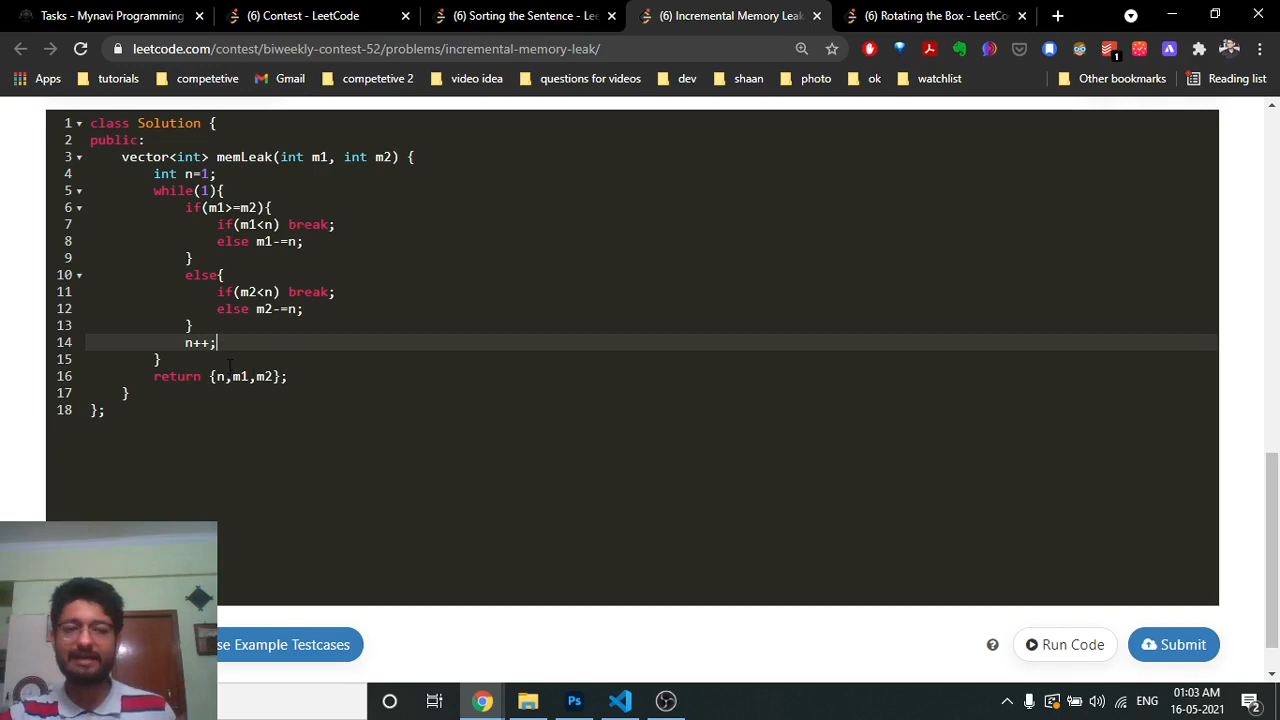 Tasks - Mynavi Programming
(6) Contest - LeetCode
(6) Sorting the Sentence - Lee
(6) Incremental Memory Leak
(6) Rotating the Box - LeetCo
leetcode.com/contest/biweekly-contest-52/problems/incremental-memory-leak/
1
Apps
tutorials
competetive
Gmail
competetive 2
video idea
questions for videos
dev
shaan
photo
ok
watchlist
Other bookmarks
Reading list
1 class Solution {
2 public:
3 vector<int> memLeak(int m1, int m2) {
4 int n=1;
5 while(1){
6 if(m1>=m2){
7 if(m1<n) break;
8 else m1-=n;
9 }
10 else{
11 if(m2<n) break;
12 else m2-=n;
13 }
14 n++;
15 }
16 return {n,m1,m2};
17 }
18 };
se Example Testcases
? Run Code
Submit
Ps
ENG
01:03 AM
16-05-2021
2